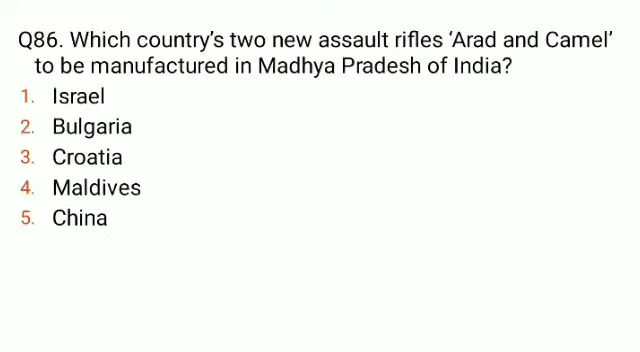 Q86. Which country's two new assault rifles ‘Arad and Camel’
to be manufactured in Madhya Pradesh of India?
1. Israel
2. Bulgaria
3. Croatia
4. Maldives
5. China